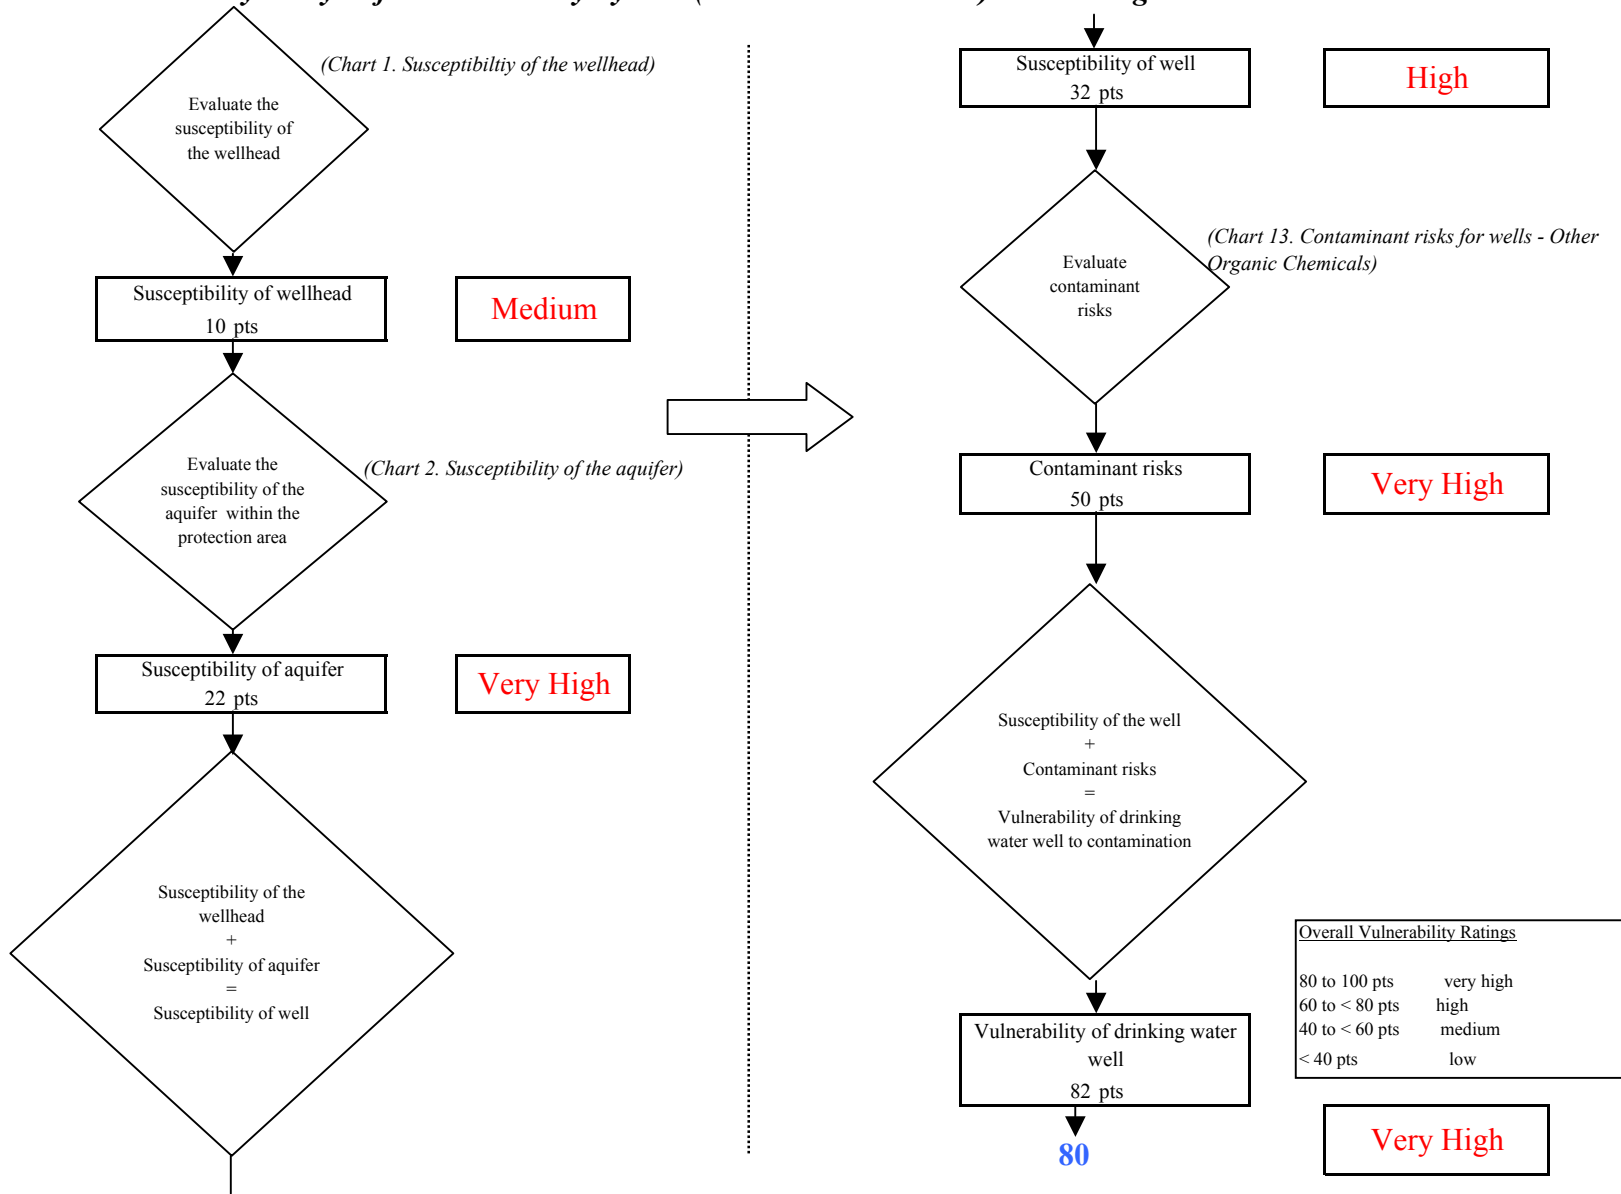 (Chart 1. Susceptibiltiy of the wellhead)
Evaluate the
susceptibility of
the wellhead
Susceptibility of wellhead
10 pts
Medium
(Chart 2. Susceptibility of the aquifer)
Evaluate the
susceptibility of the
aquifer within the
protection area
Susceptibility of aquifer
22 pts
Very High
Susceptibility of the
wellhead
+
Susceptibility of aquifer
=
Susceptibility of well
Susceptibility of well
32 pts
High
(Chart 13. Contaminant risks for wells - Other
Organic Chemicals)
Evaluate
contaminant
risks
Contaminant risks
50 pts
Very High
Susceptibility of the well
+
Contaminant risks
=
Vulnerability of drinking
water well to contamination
Vulnerability of drinking water
well
82 pts
80
Overall Vulnerability Ratings
80 to 100 pts very high
60 to < 80 pts high
40 to < 60 pts medium
< 40 pts low
Very High